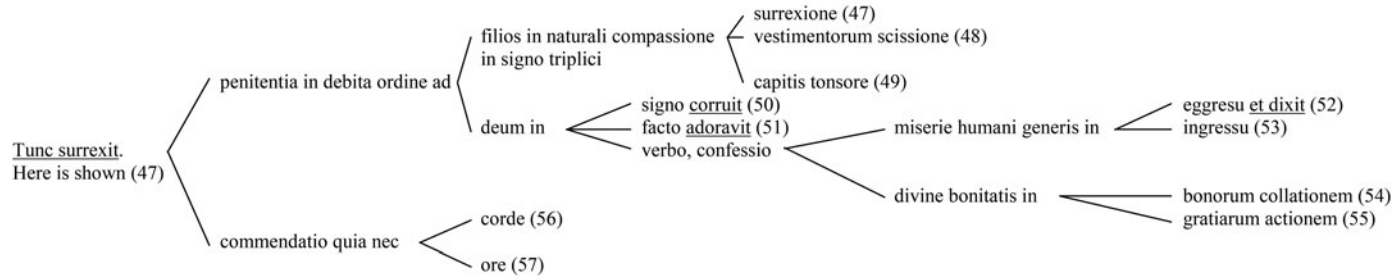 Tunc surrexit.
Here is shown (47)
penitentia in debita ordine ad
filios in naturali compassione
in signo triplici
surrexione (47)
vestimentorum scissione (48)
capitis tonsore (49)
deum in
signo corruit (50)
facto adoravit (51)
verbo, confessio
miserie humani generis in
eggresu et dixit (52)
ingressu (53)
divine bonitatis in
bonorum collationem (54)
gratiarum actionem (55)
commendatio quia nec
corde (56)
ore (57)